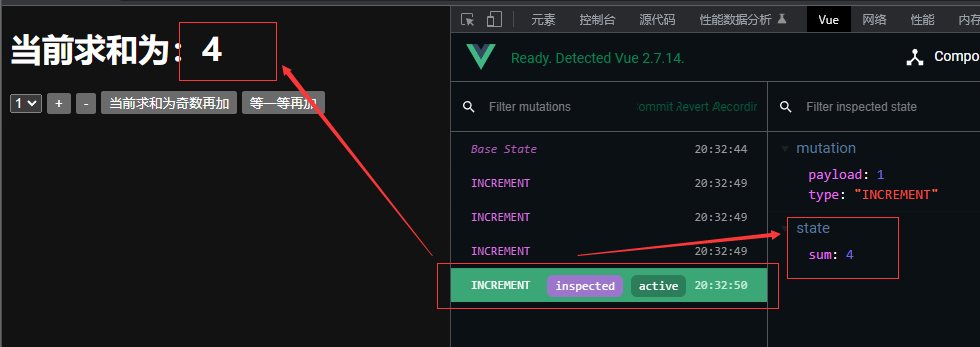 当前求和为：4
1 + - 当前求和为奇数再加 等一等再加
元素 控制台 源代码 性能数据分析 Vue 网络 性能 内存
Ready. Detected Vue 2.7.14.
Compo
Filter mutations
ommit Revert Recordin
Filter inspected state
Base State 20:32:44
INCREMENT 20:32:49
INCREMENT 20:32:49
INCREMENT 20:32:49
INCREMENT inspected active 20:32:50
mutation
payload: 1
type: "INCREMENT"
state
sum: 4